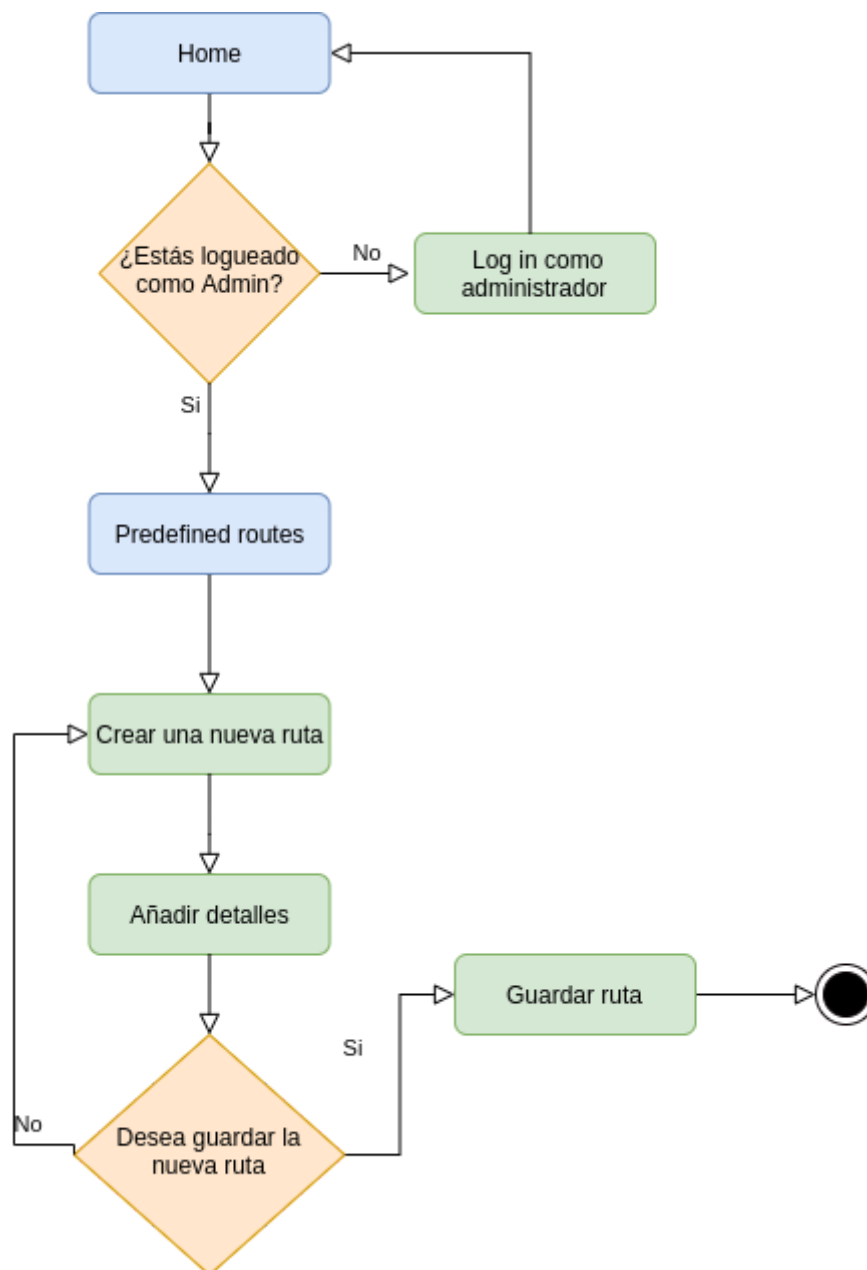 Home
¿Estás logueado
como Admin?
No
Log in como
administrador
Si
Predefined routes
Crear una nueva ruta
Añadir detalles
Guardar ruta
Si
No
Desea guardar la
nueva ruta